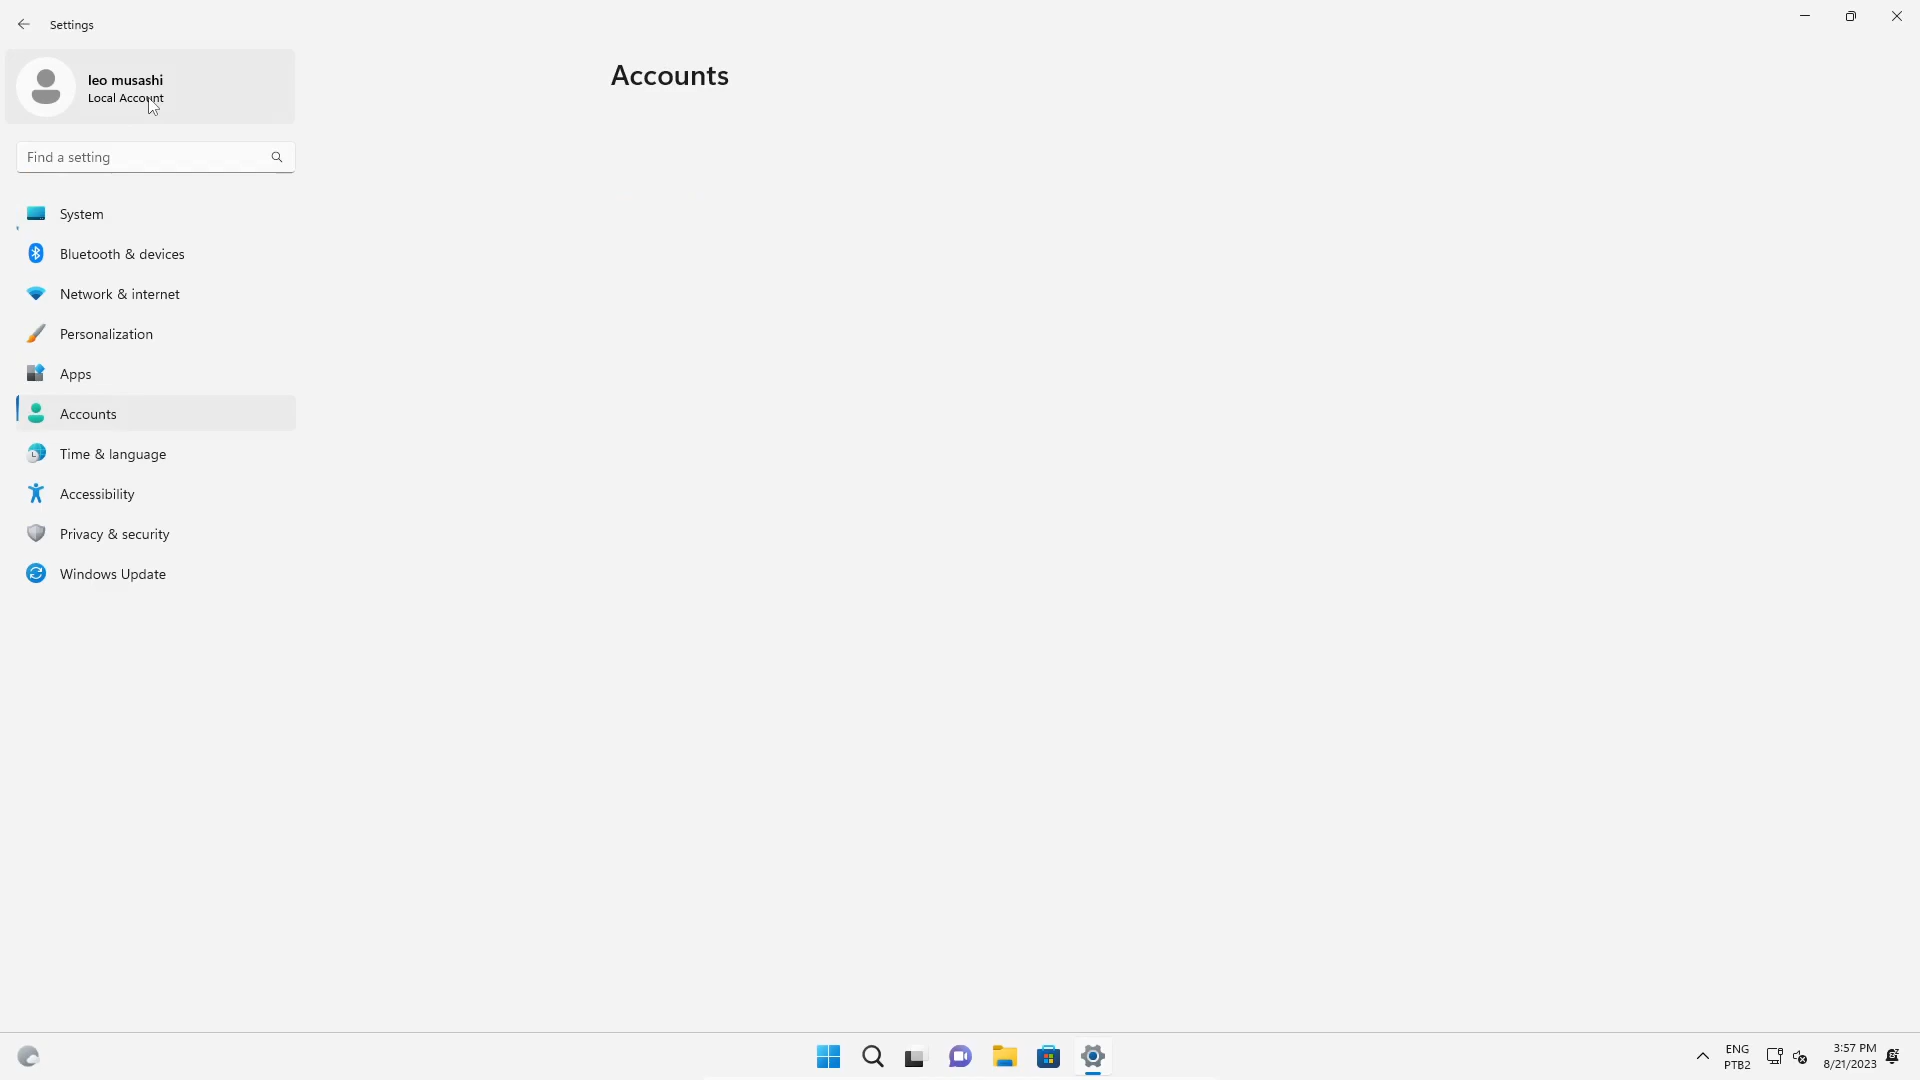 Settings
leo musashi
Local Account
Accounts
Find a setting
System
Bluetooth & devices
Network & internet
Personalization
Apps
Accounts
Time & language
Accessibility
Privacy & security
Windows Update
ENG
PTB2
3:57 PM
8/21/2023